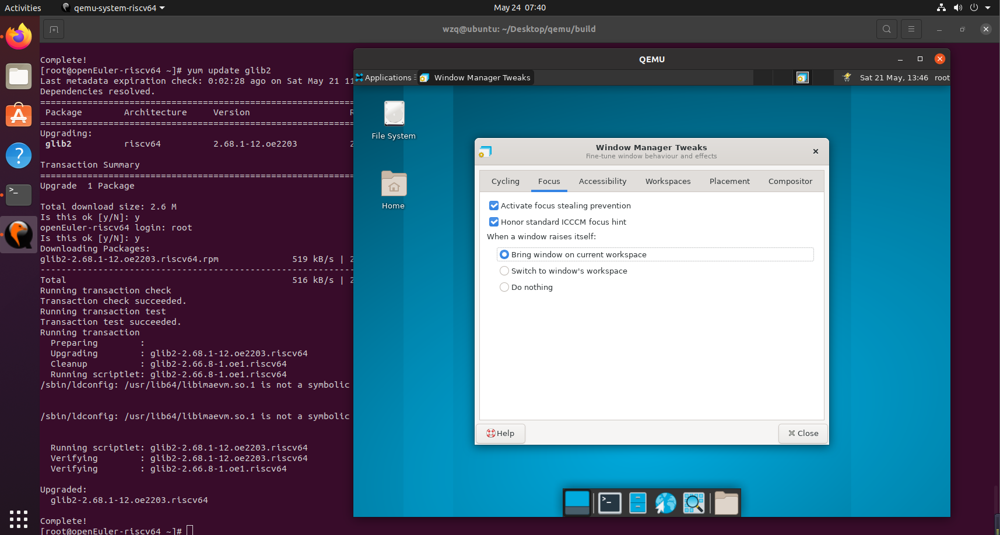 Activities
qemu-system-riscv64
May 24 07:40
wzq@ubuntu: ~/Desktop/qemu/build
Complete!
[root@openEuler-riscv64 ~]# yum update glib2
Last metadata expiration check: 0:02:28 ago on Sat May 21 11
Dependencies resolved.
================================================================
Package Architecture Version R
================================================================
Upgrading:
glib2 riscv64 2.68.1-12.oe2203 2
Transaction Summary
================================================================
Upgrade 1 Package
Total download size: 2.6 M
Is this ok [y/N]: y
openEuler-riscv64 login: root
Is this ok [y/N]: y
Downloading Packages:
glib2-2.68.1-12.oe2203.riscv64.rpm 519 kB/s | 2
----------------------------------------------------------------
Total 516 kB/s | 2
Running transaction check
Transaction check succeeded.
Running transaction test
Transaction test succeeded.
Running transaction
Preparing :
Upgrading : glib2-2.68.1-12.oe2203.riscv64
Cleanup : glib2-2.66.8-1.oe1.riscv64
Running scriptlet: glib2-2.66.8-1.oe1.riscv64
/sbin/ldconfig: /usr/lib64/libimaevm.so.1 is not a symbolic
/sbin/ldconfig: /usr/lib64/libimaevm.so.1 is not a symbolic
Running scriptlet: glib2-2.68.1-12.oe2203.riscv64
Verifying : glib2-2.68.1-12.oe2203.riscv64
Verifying : glib2-2.66.8-1.oe1.riscv64
Upgraded:
glib2-2.68.1-12.oe2203.riscv64
Complete!
[root@openEuler-riscv64 ~]#
QEMU
Applications
Window Manager Tweaks
Sat 21 May, 13:46 root
File System
Home
Window Manager Tweaks
Fine-tune window behaviour and effects
Cycling Focus Accessibility Workspaces Placement Compositor
Activate focus stealing prevention
Honor standard ICCCM focus hint
When a window raises itself:
Bring window on current workspace
Switch to window's workspace
Do nothing
Help
Close